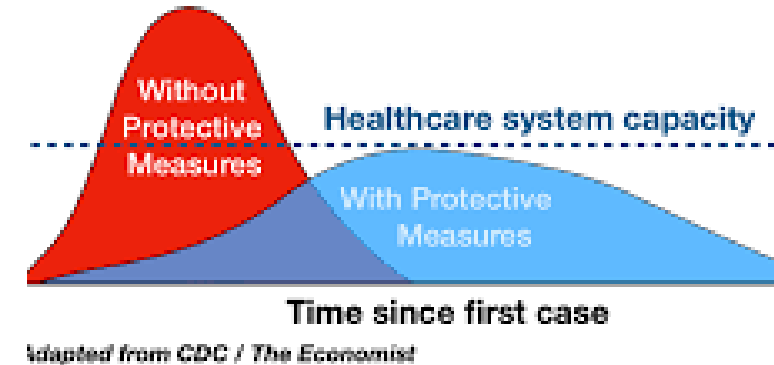 Without
Protective
Measures
Healthcare system capacity
With Protective
Measures
Time since first case
Adapted from CDC / The Economist